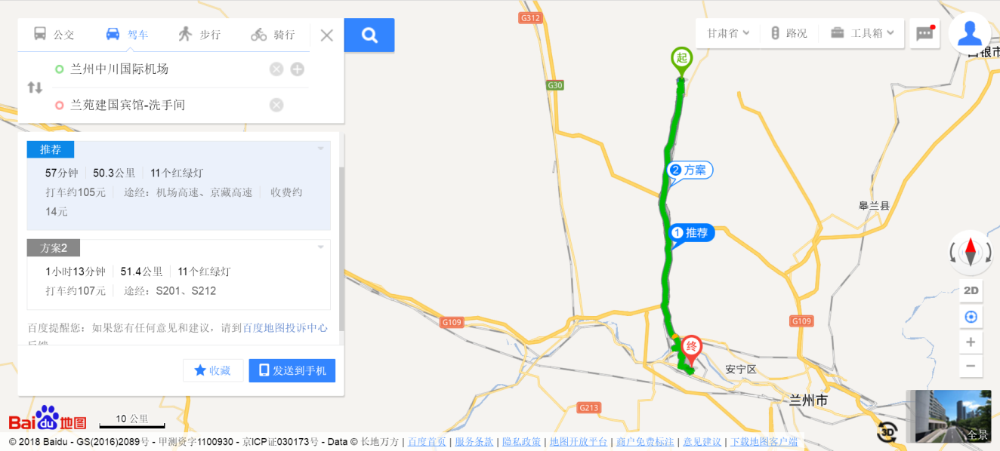 公交 驾车 步行 骑行
兰州中川国际机场
兰苑建国宾馆-洗手间
推荐
57分钟 50.3公里 11个红绿灯
打车约105元 途经：机场高速、京藏高速 收费约
14元
方案2
1小时13分钟 51.4公里 11个红绿灯
打车约107元 途经：S201、S212
百度提醒您：如果您有任何意见和建议，请到百度地图投诉中心
收藏 发送到手机
甘肃省 路况 工具箱
G312
起
G30
2 方案
1 推荐
皋兰县
G109
G109
终
安宁区
兰州市
G213
2D
3D
全景
Bai du 地图
10 公里
© 2018 Baidu - GS(2016)2089号 - 甲测资字1100930 - 京ICP证030173号 - Data © 长地万方 | 百度首页 | 服务条款 | 隐私政策 | 地图开放平台 | 商户免费标注 | 意见建议 | 下载地图客户端